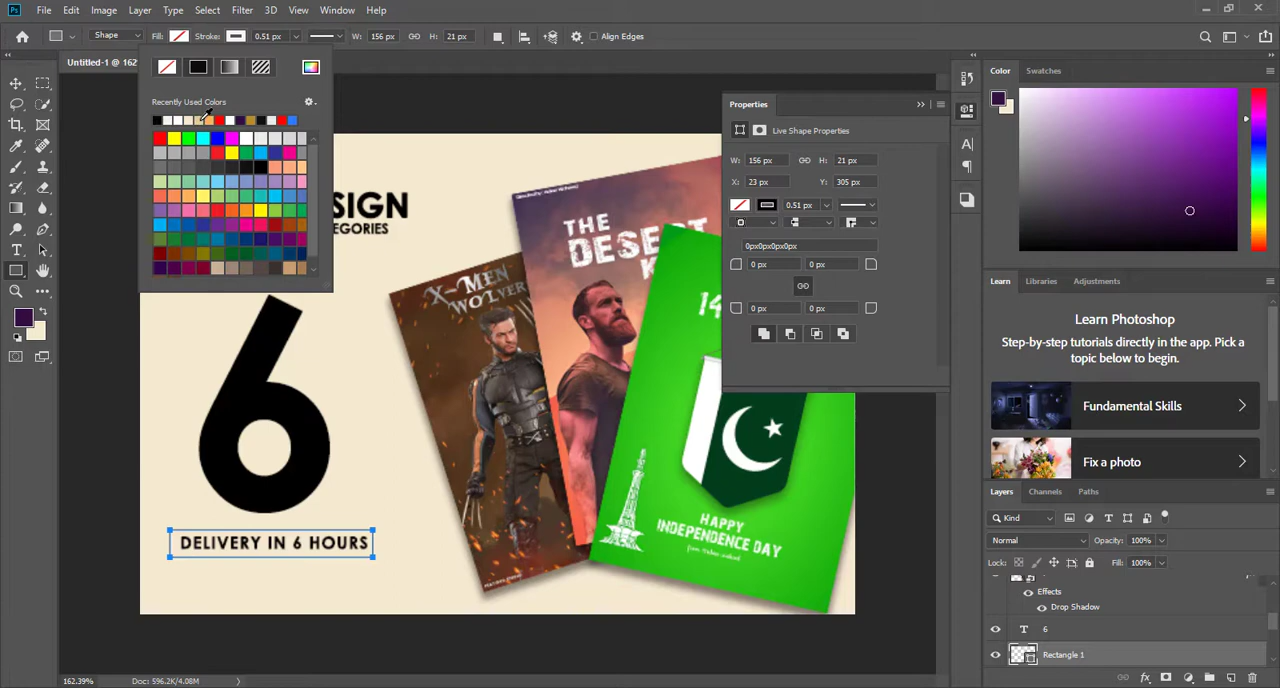 Ps File Edit Image Layer Type Select Filter 3D View Window Help
Shape Fill: Stroke: 0.51 px W: 156 px H: 21 px Align Edges
Untitled-1 @ 162
Recently Used Colors
SIGN
EGORIES
6
DELIVERY IN 6 HOURS
X-MEN
WOLVER
THE
DESERT
K
14
HAPPY
INDEPENDENCE DAY
Properties
Live Shape Properties
W: 156 px H: 21 px
X: 23 px Y: 305 px
0.51 px
0px0px0px0px
0 px 0 px
0 px 0 px
Color Swatches
Learn Libraries Adjustments
Learn Photoshop
Step-by-step tutorials directly in the app. Pick a
topic below to begin.
Fundamental Skills
Fix a photo
Layers Channels Paths
Kind
Normal Opacity: 100%
Lock: Fill: 100%
Effects
Drop Shadow
T 6
Rectangle 1
fx
162.39% Doc: 596.2K/4.08M